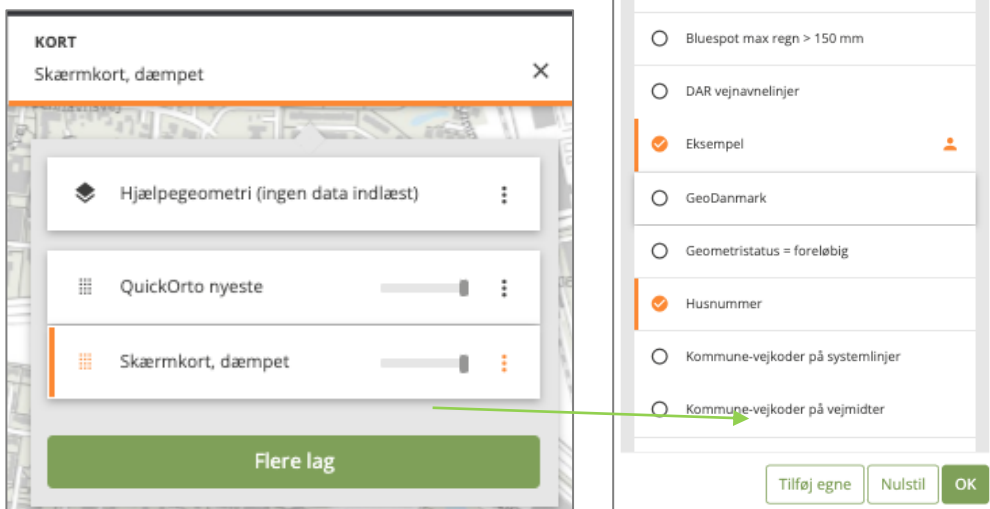 KORT
Skærmkort, dæmpet
Hjælpegeometri (ingen data indlæst)
QuickOrto nyeste
Skærmkort, dæmpet
Flere lag
Bluespot max regn > 150 mm
DAR vejnavnelinjer
Eksempel
GeoDanmark
Geometristatus = foreløbig
Husnummer
Kommune-vejkoder på systemlinjer
Kommune-vejkoder på vejmidter
Tilføj egne
Nulstil
OK